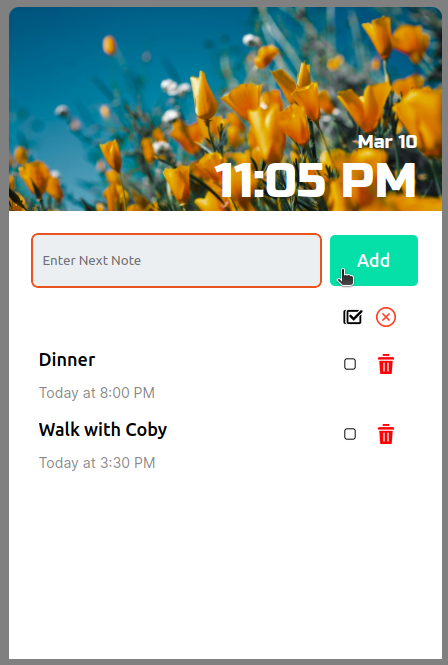 Mar 10
11:05 PM
Enter Next Note
Add
Dinner
Today at 8:00 PM
Walk with Coby
Today at 3:30 PM